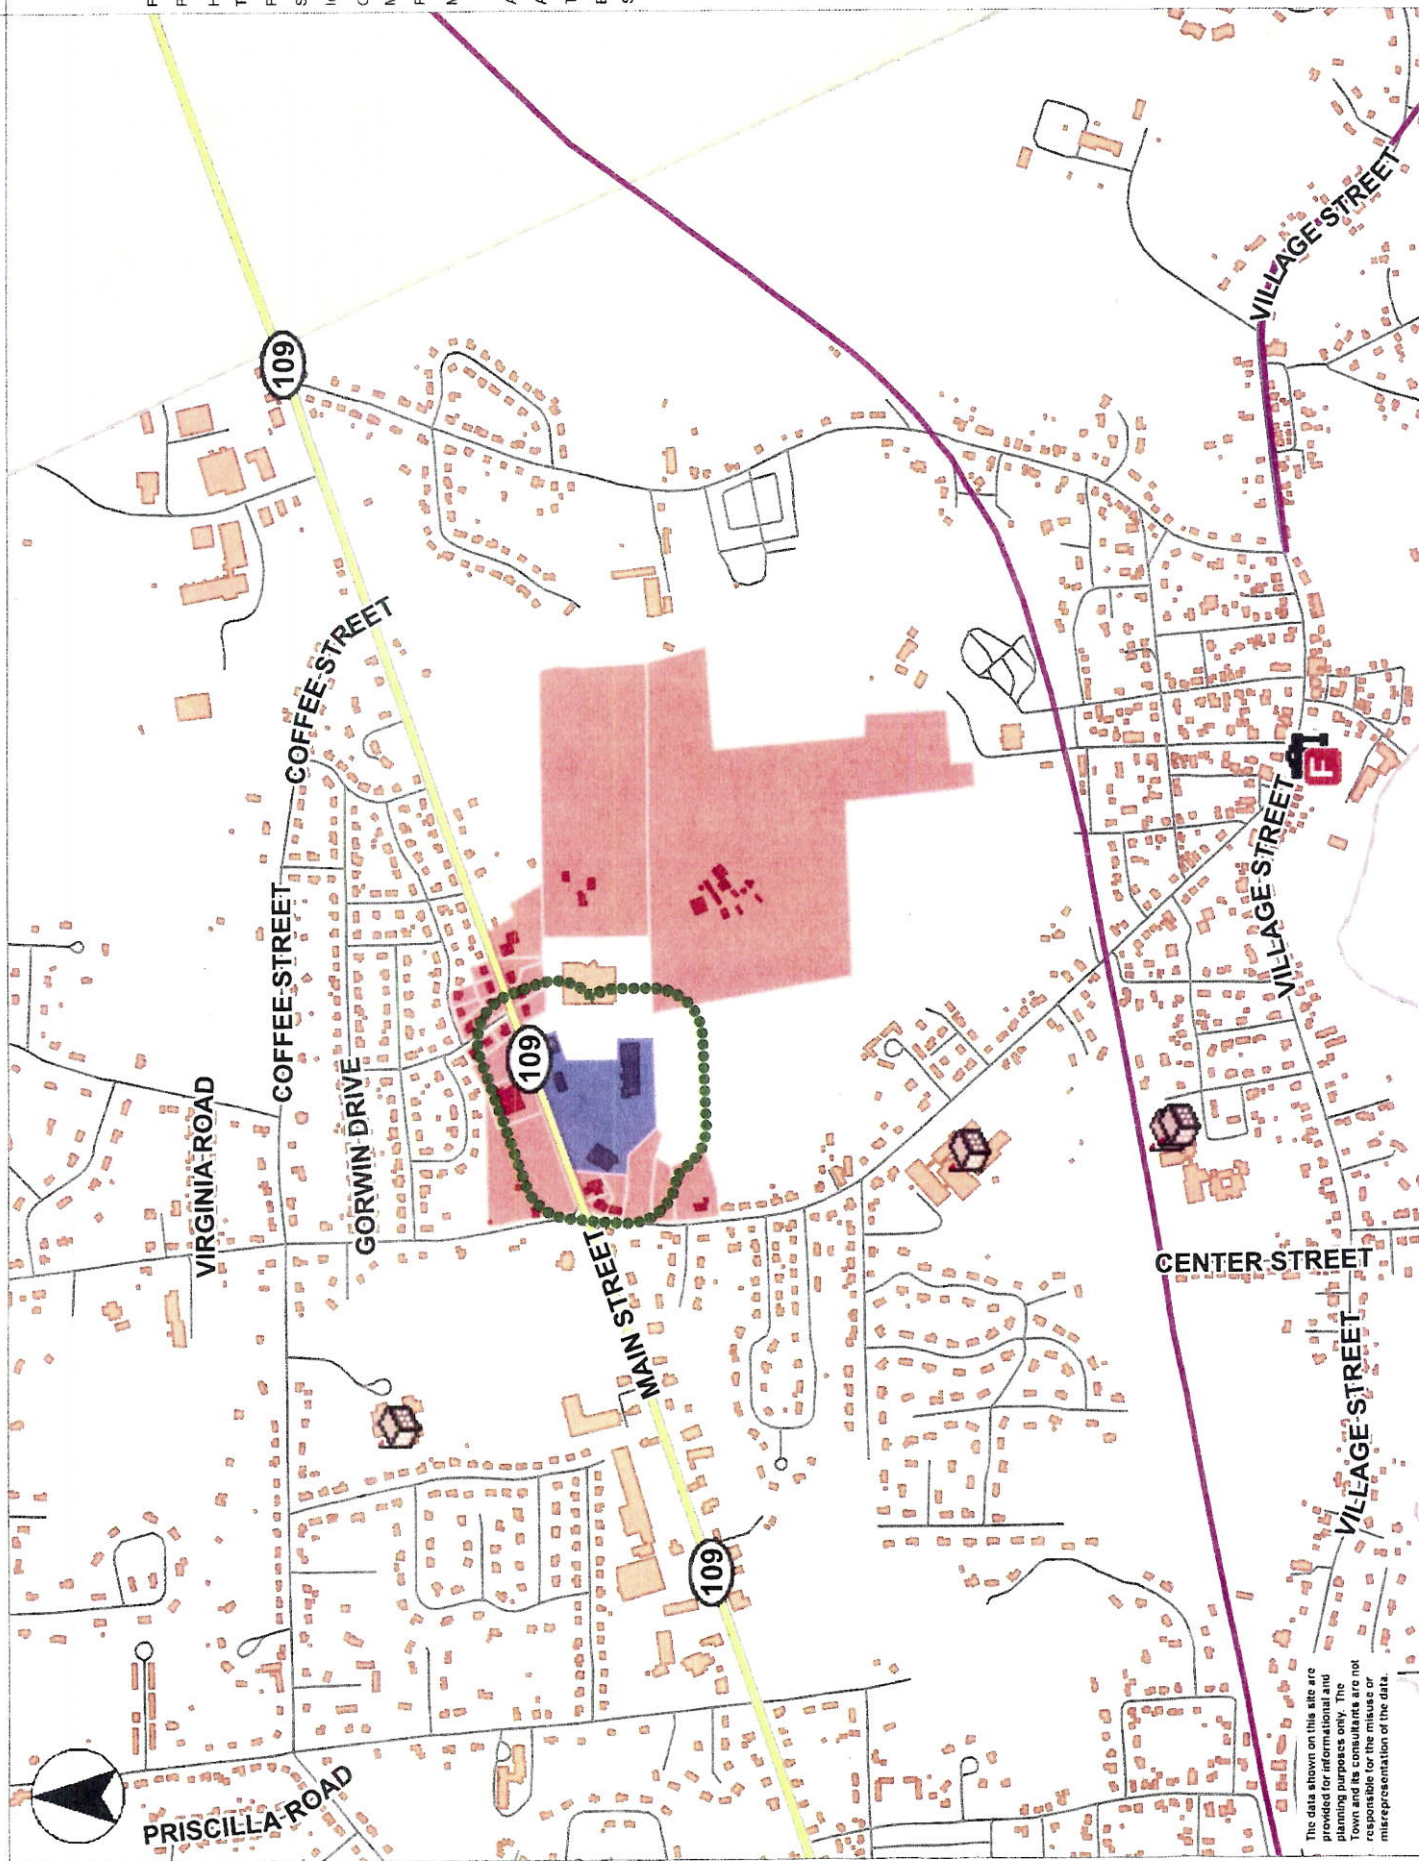 109
COFFEE STREET
COFFEE STREET
COFFEE STREET
VIRGINIA ROAD
GORWIN DRIVE
109
MAIN STREET
109
PRISCILLA ROAD
VILLAGE STREET
VILLAGE STREET
F
CENTER STREET
VILLAGE STREET
The data shown on this site are
provided for informational and
planning purposes only. The
Town and its consultants are not
responsible for the misuse or
misrepresentation of the data.